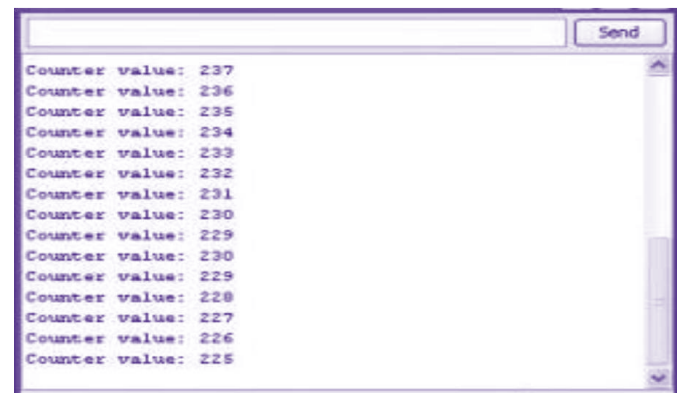 Send
Counter value: 237
Counter value: 236
Counter value: 235
Counter value: 234
Counter value: 233
Counter value: 232
Counter value: 231
Counter value: 230
Counter value: 229
Counter value: 230
Counter value: 229
Counter value: 228
Counter value: 227
Counter value: 226
Counter value: 225